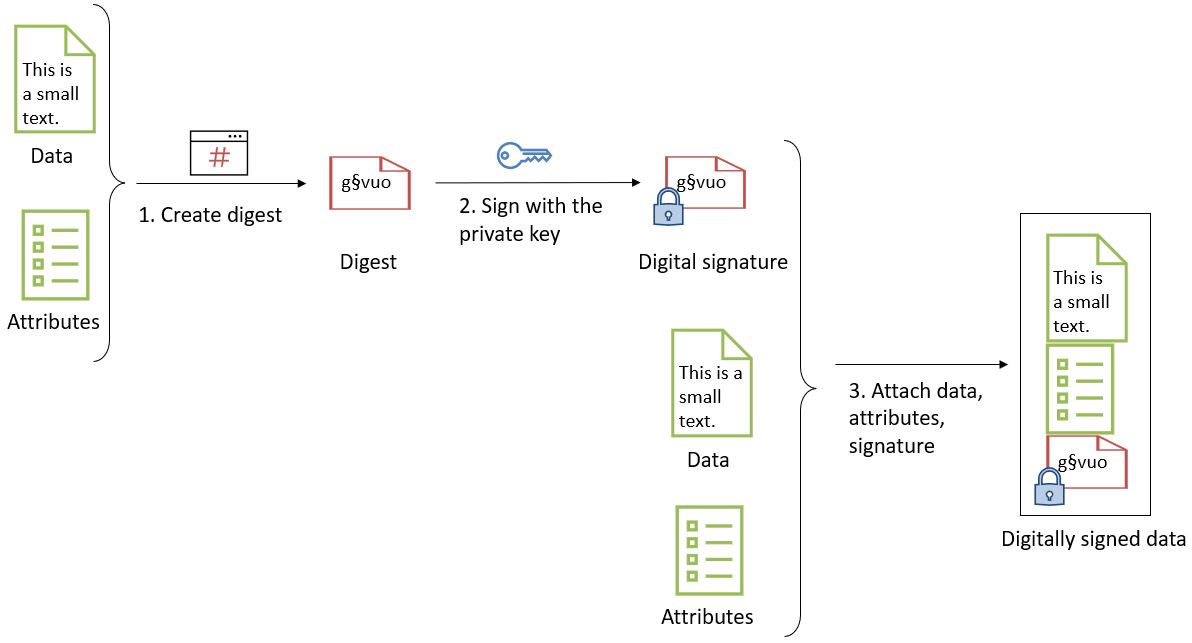 This is
a small
text.
Data
Attributes
#
1. Create digest
g§vuo
Digest
2. Sign with the
private key
g§vuo
Digital signature
This is a
small
text.
Data
Attributes
3. Attach data,
attributes,
signature
This is
a small
text.
g§vuo
Digitally signed data